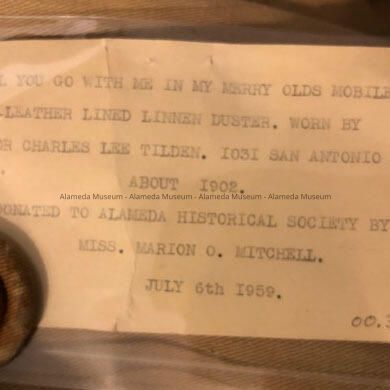 L YOU GO WITH ME IN MY MERRY OLDS MOBILE
-LEATHER LINED LINNEN DUSTER. WORN BY
OR CHARLES LEE TILDEN. 1031 SAN ANTONIO
ABOUT 1902.
Alameda Museum - Alameda Museum - Alameda Museum - Alameda Museum
DONATED TO ALAMEDA HISTORICAL SOCIETY BY
MISS. MARION O. MITCHELL.
JULY 6th 1959.
00.3